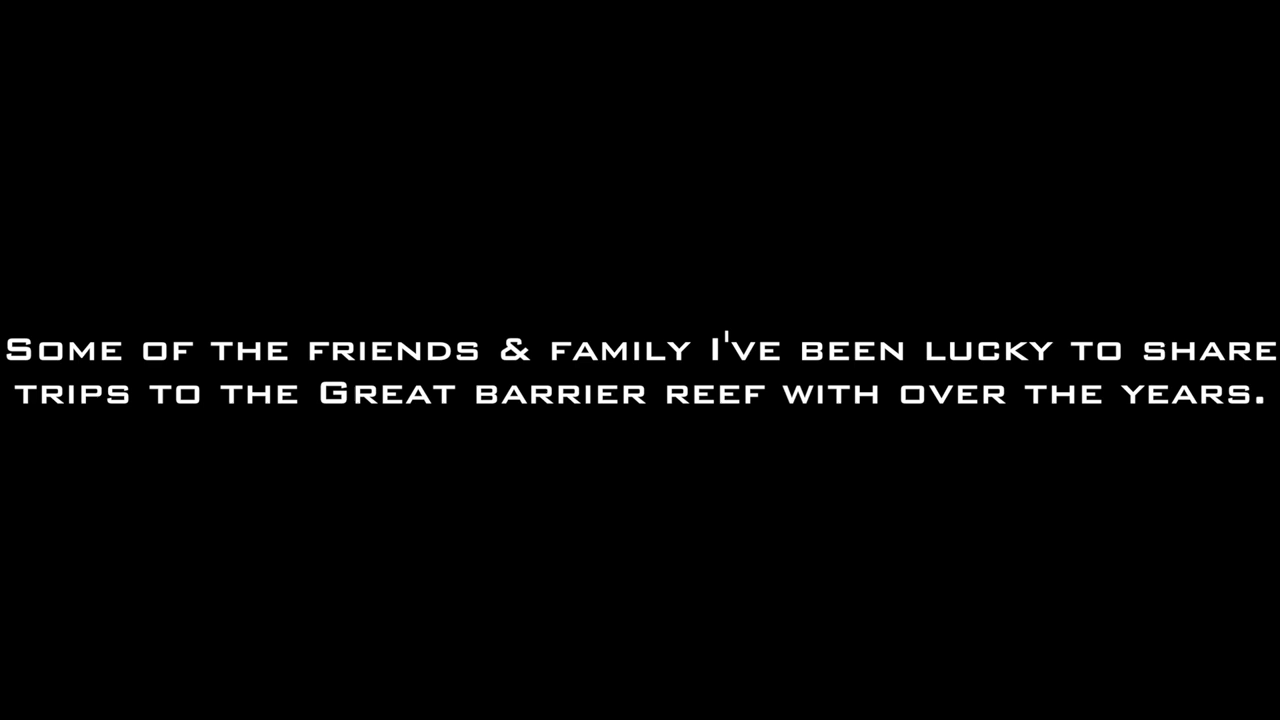 Some of the friends & family I've been lucky to share
trips to the Great barrier reef with over the years.